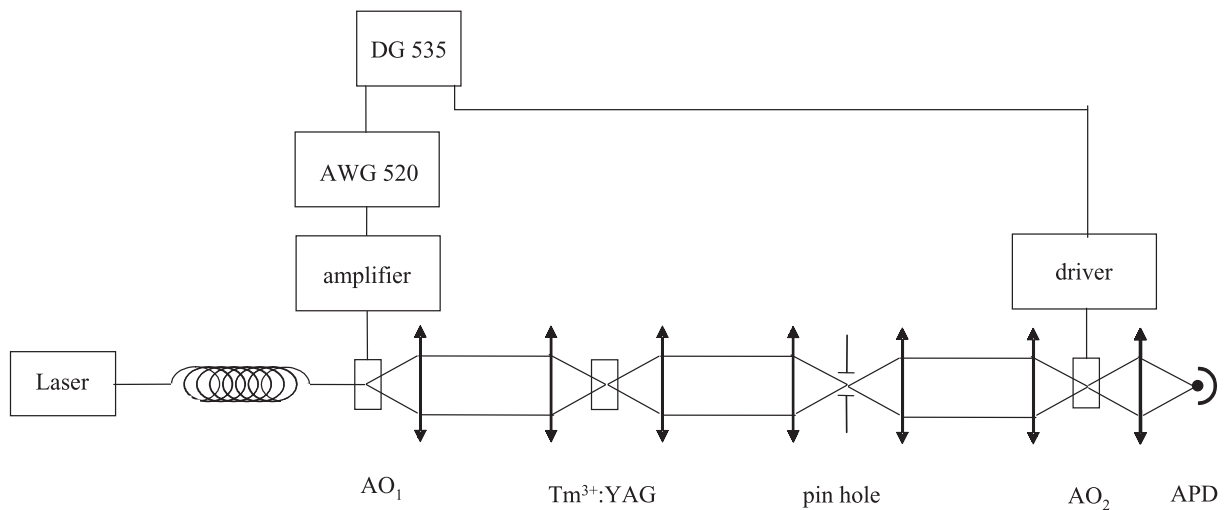 DG 535
AWG 520
amplifier
driver
Laser
AO₁
Tm³⁺:YAG
pin hole
AO₂
APD